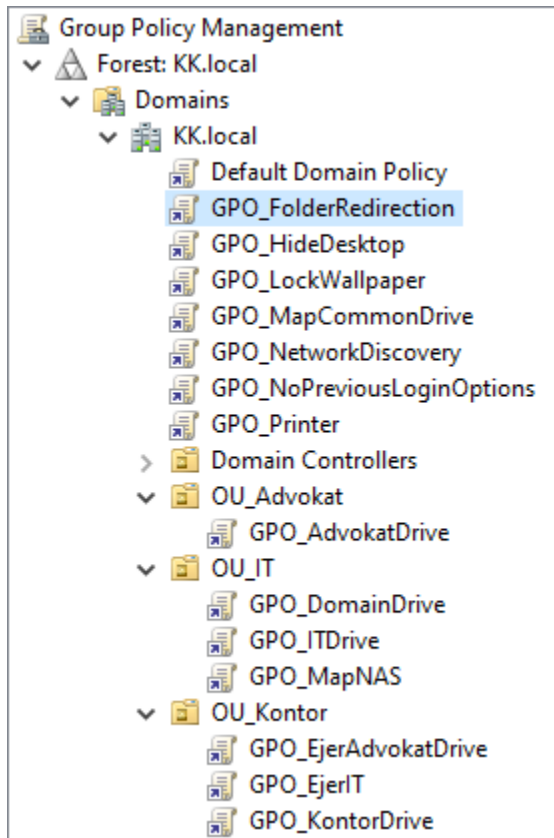 Group Policy Management
Forest: KK.local
Domains
KK.local
Default Domain Policy
GPO_FolderRedirection
GPO_HideDesktop
GPO_LockWallpaper
GPO_MapCommonDrive
GPO_NetworkDiscovery
GPO_NoPreviousLoginOptions
GPO_Printer
Domain Controllers
OU_Advokat
GPO_AdvokatDrive
OU_IT
GPO_DomainDrive
GPO_ITDrive
GPO_MapNAS
OU_Kontor
GPO_EjerAdvokatDrive
GPO_EjerIT
GPO_KontorDrive